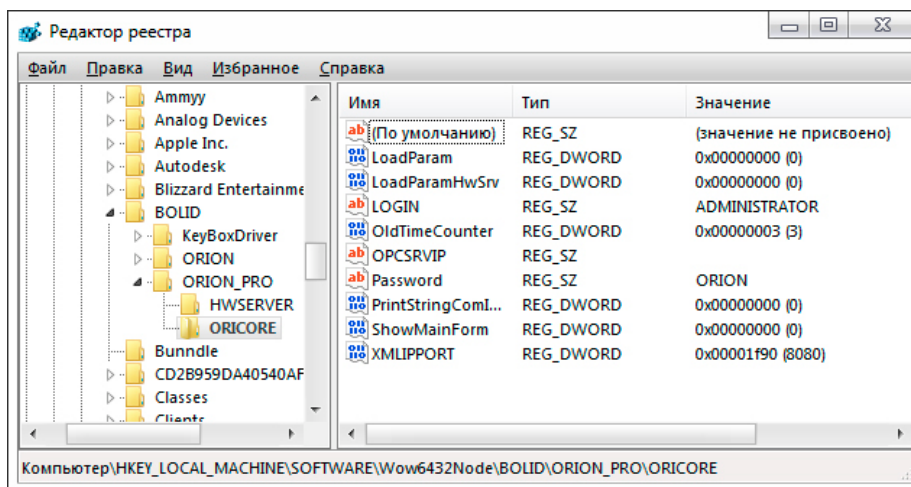 Редактор реестра
Файл Правка Вид Избранное Справка
Ammyy
Analog Devices
Apple Inc.
Autodesk
Blizzard Entertainme
BOLID
KeyBoxDriver
ORION
ORION_PRO
HWSERVER
ORICORE
Bunndle
CD2B959DA40540AF
Classes
Clients
Имя Тип Значение
(По умолчанию) REG_SZ (значение не присвоено)
LoadParam REG_DWORD 0x00000000 (0)
LoadParamHwSrv REG_DWORD 0x00000000 (0)
LOGIN REG_SZ ADMINISTRATOR
OldTimeCounter REG_DWORD 0x00000003 (3)
OPCSRVIP REG_SZ
Password REG_SZ ORION
PrintStringComI... REG_DWORD 0x00000000 (0)
ShowMainForm REG_DWORD 0x00000000 (0)
XMLIPPORT REG_DWORD 0x00001f90 (8080)
Компьютер\HKEY_LOCAL_MACHINE\SOFTWARE\Wow6432Node\BOLID\ORION_PRO\ORICORE